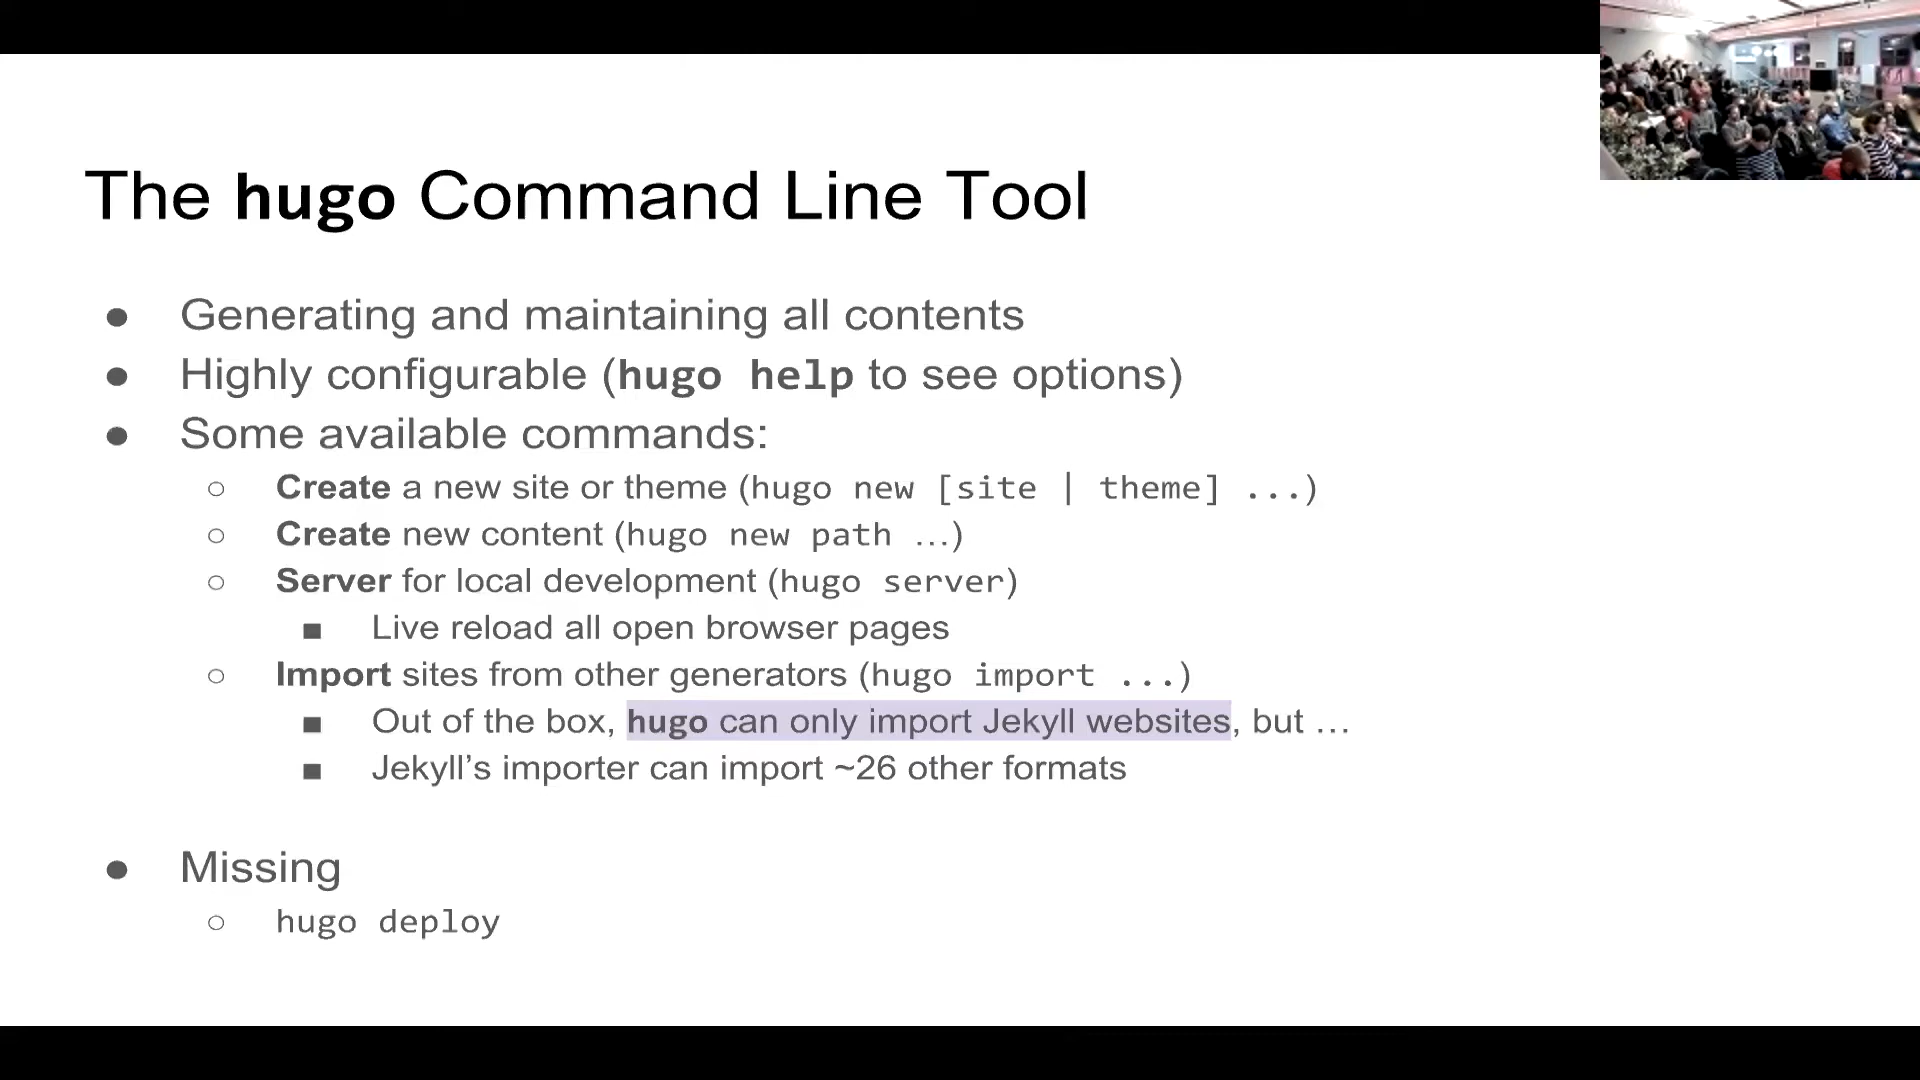 The hugo Command Line Tool
● Generating and maintaining all contents
● Highly configurable (hugo help to see options)
● Some available commands:
○ Create a new site or theme (hugo new [site | theme] ...)
○ Create new content (hugo new path …)
○ Server for local development (hugo server)
■ Live reload all open browser pages
○ Import sites from other generators (hugo import ...)
■ Out of the box, hugo can only import Jekyll websites, but …
■ Jekyll’s importer can import ~26 other formats
● Missing
○ hugo deploy